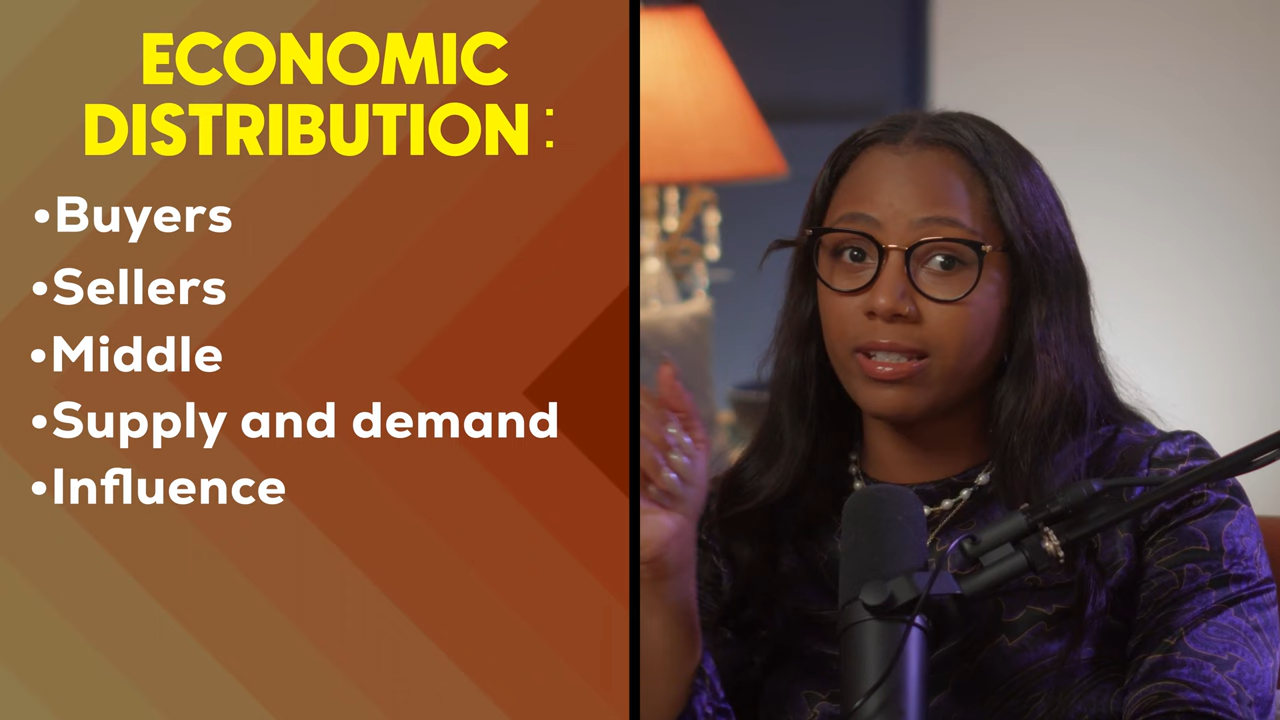 ECONOMIC
DISTRIBUTION:
•Buyers
•Sellers
•Middle
•Supply and demand
•Influence